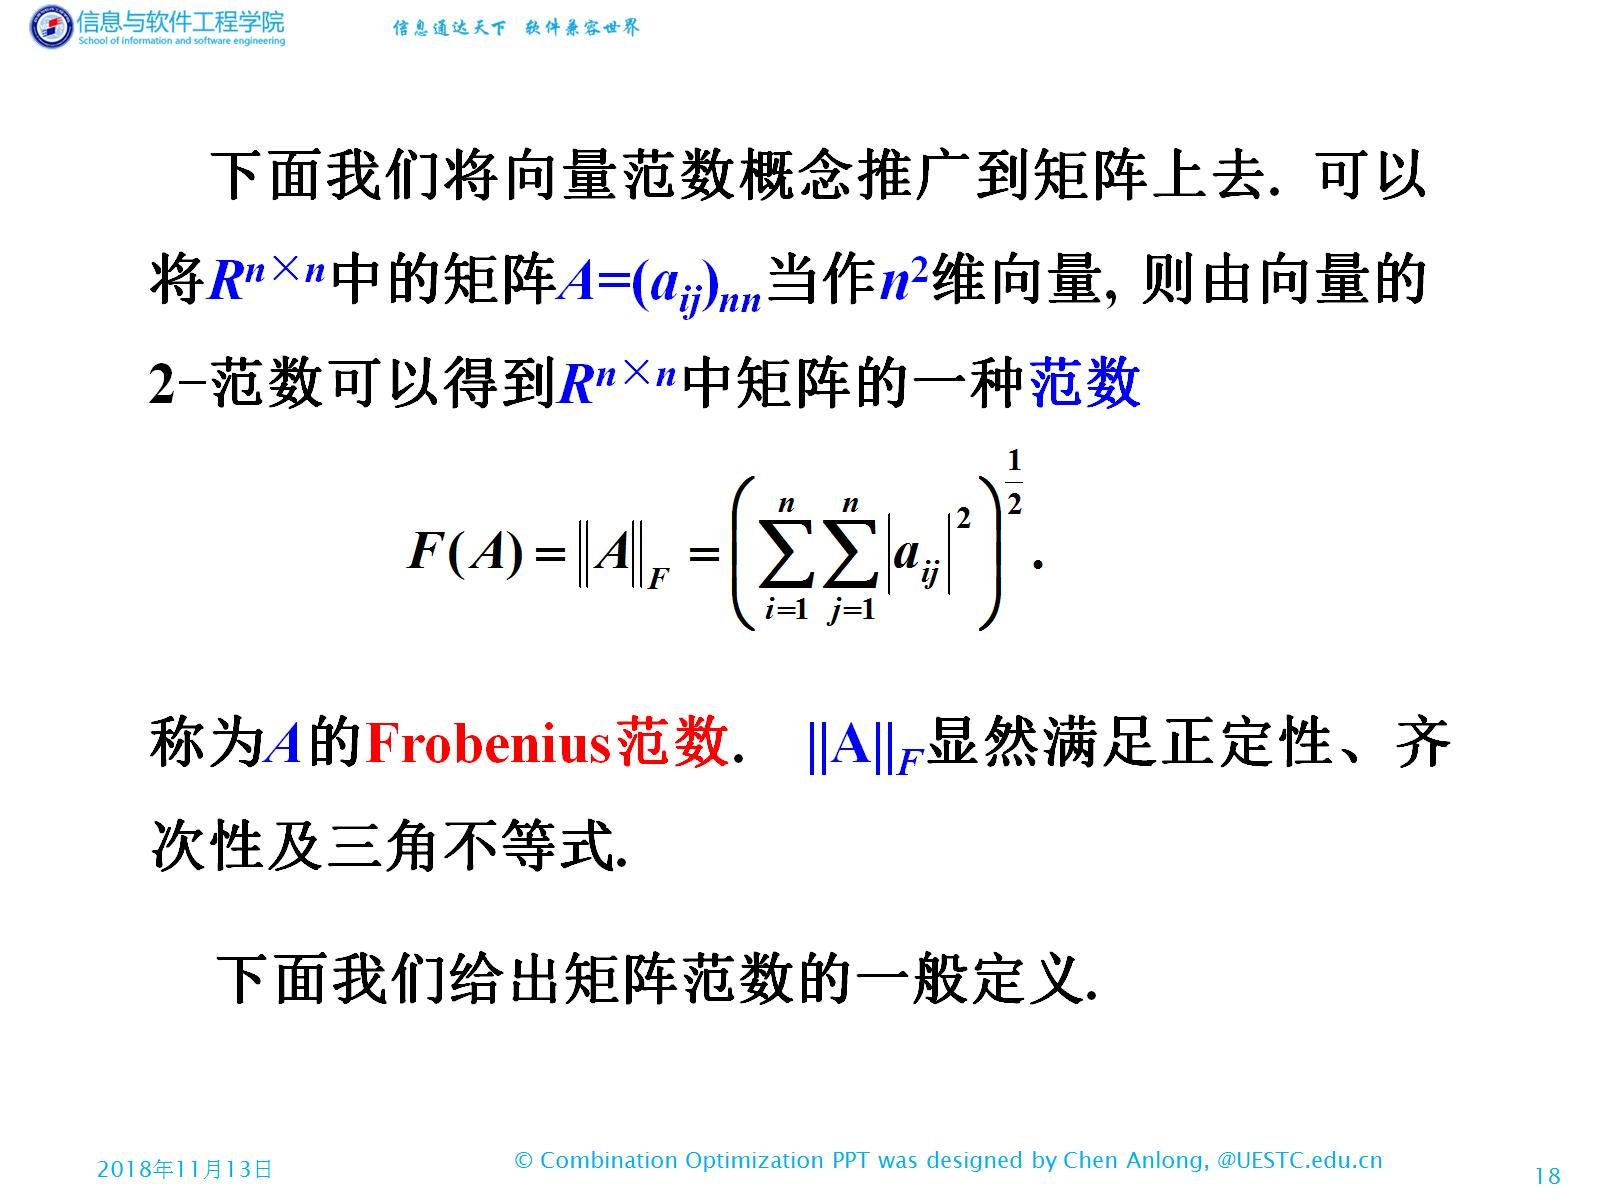 信息与软件工程学院
School of information and software engineering
信息通达天下 软件兼容世界
下面我们将向量范数概念推广到矩阵上去. 可以
将Rⁿ×ⁿ中的矩阵A=(aij)nn当作n²维向量, 则由向量的
2-范数可以得到Rⁿ×ⁿ中矩阵的一种范数
F(A) = ‖A‖F = (∑i=1n ∑j=1n |aij|²)^1/2 .
称为A的Frobenius范数. ||A||F显然满足正定性、齐
次性及三角不等式.
下面我们给出矩阵范数的一般定义.
2018年11月13日
© Combination Optimization PPT was designed by Chen Anlong, @UESTC.edu.cn
18